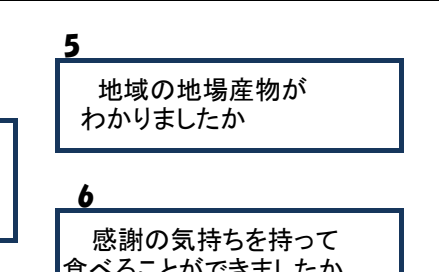 5
地域の地場産物が
わかりましたか
6
感謝の気持ちを持って
食べることができましたか